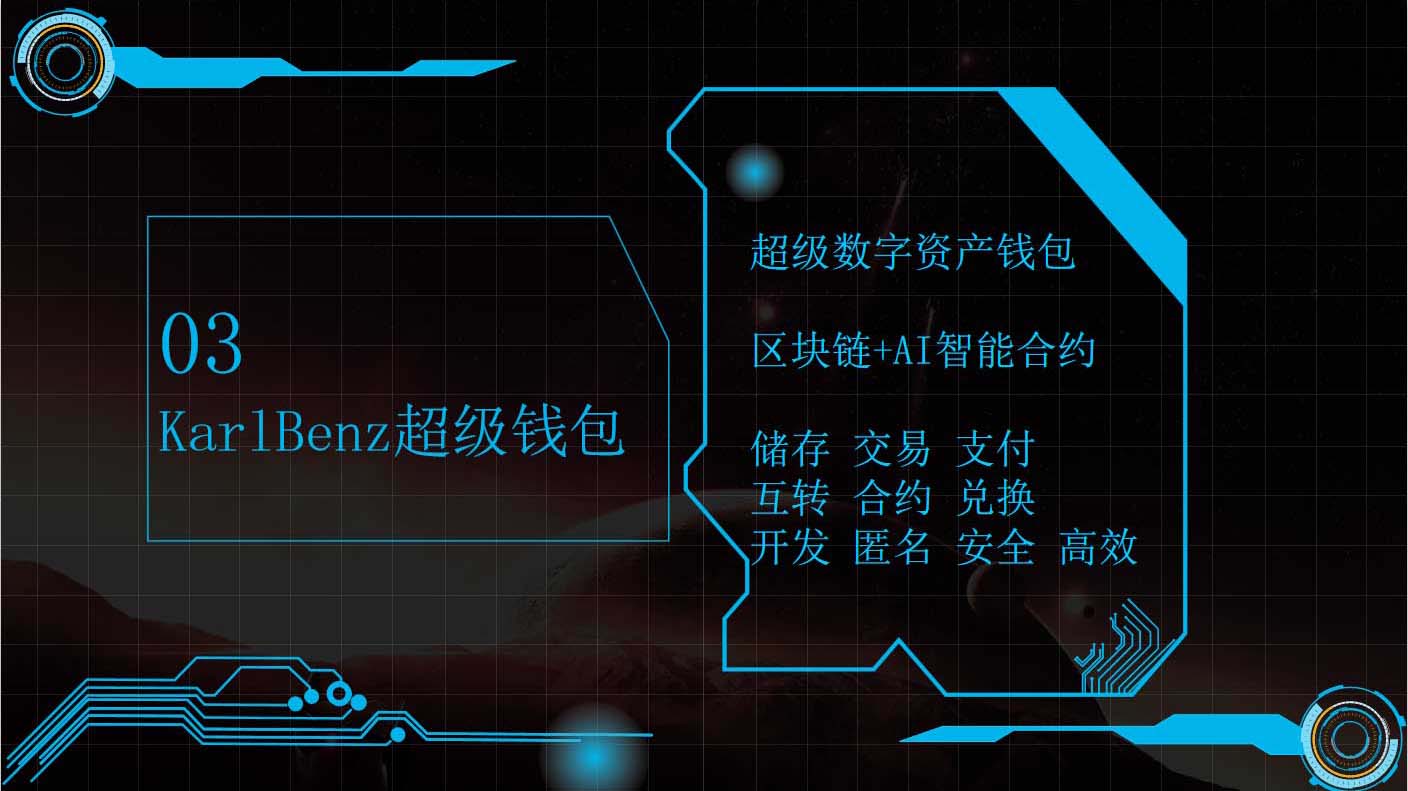 03
KarlBenz超级钱包
超级数字资产钱包
区块链+AI智能合约
储存 交易 支付
互转 合约 兑换
开发 匿名 安全 高效